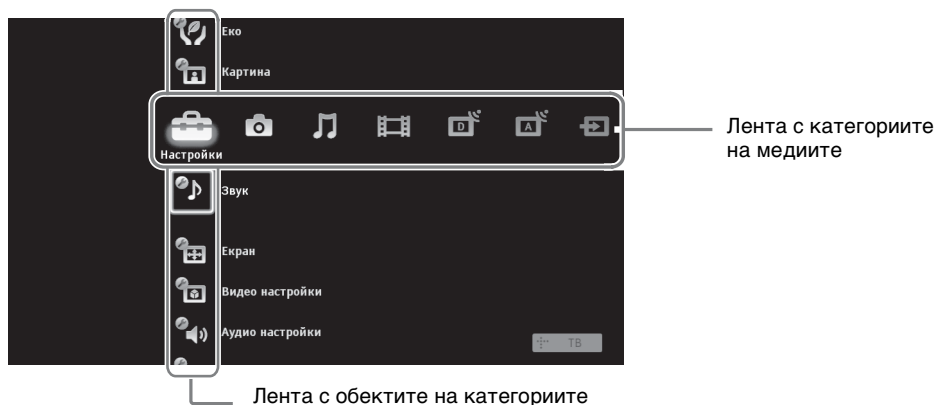 Еко
Картина
D
A
Настройки
Лента с категориите
на медиите
Звук
Екран
Видео настройки
Аудио настройки
ТВ
Лента с обектите на категориите